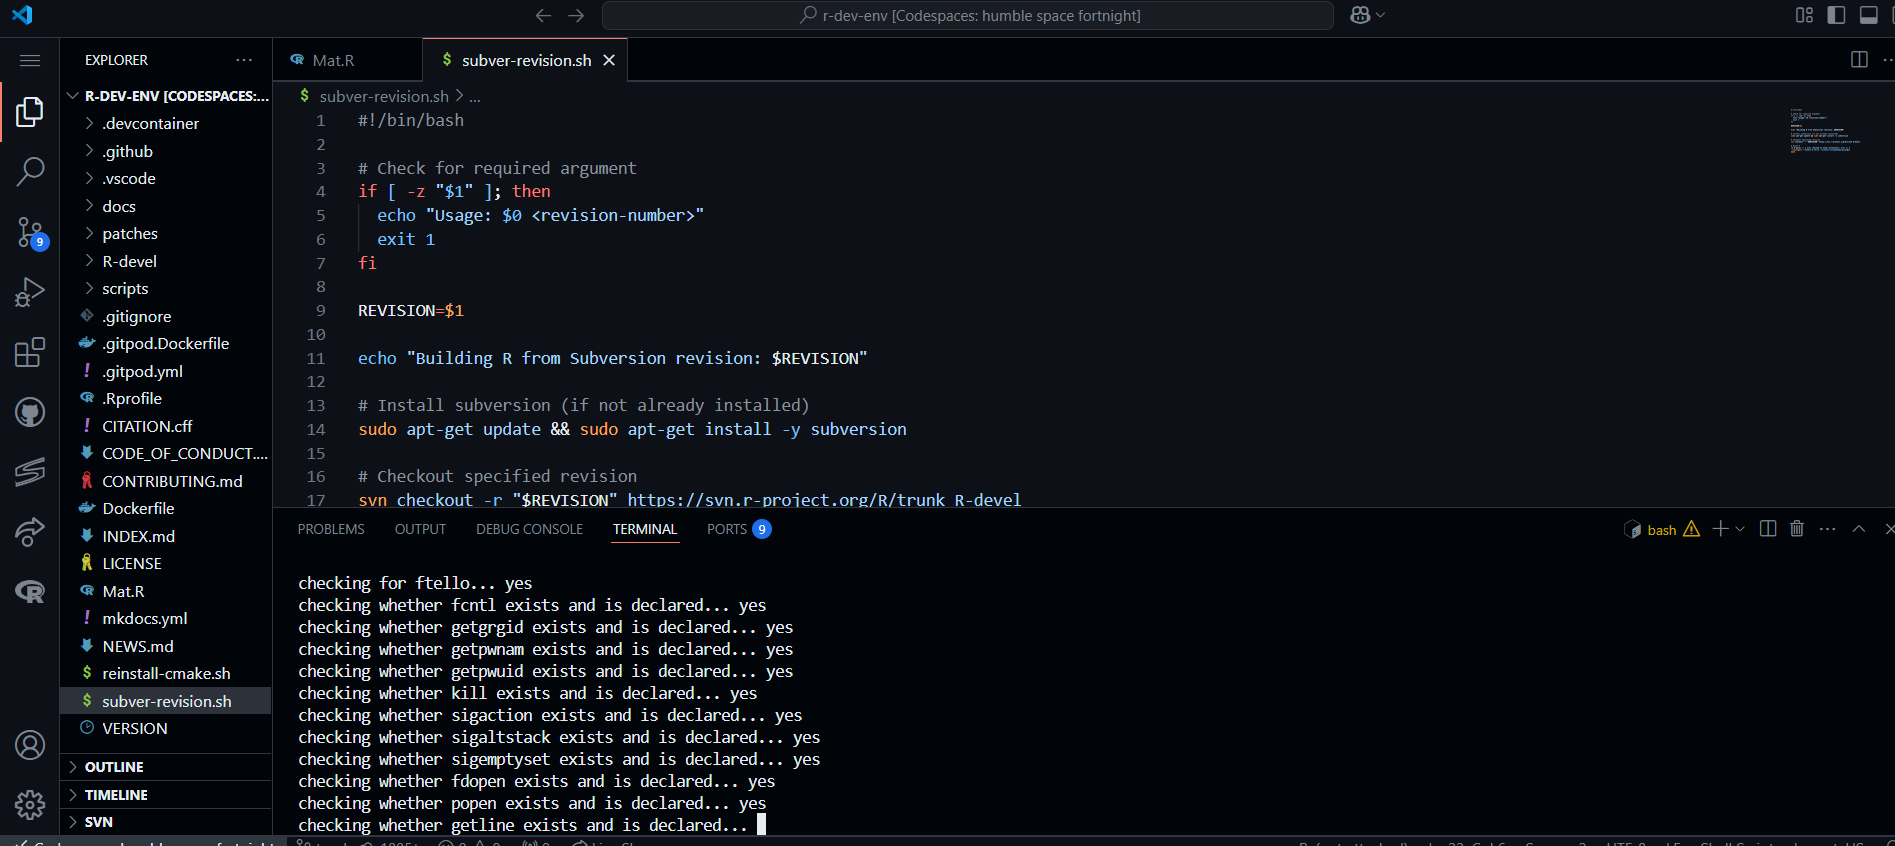 r-dev-env [Codespaces: humble space fortnight]
EXPLORER
R-DEV-ENV [CODESPACES:...
.devcontainer
.github
.vscode
docs
patches
R-devel
scripts
.gitignore
.gitpod.Dockerfile
.gitpod.yml
.Rprofile
CITATION.cff
CODE_OF_CONDUCT....
CONTRIBUTING.md
Dockerfile
INDEX.md
LICENSE
Mat.R
mkdocs.yml
NEWS.md
reinstall-cmake.sh
subver-revision.sh
VERSION
OUTLINE
TIMELINE
SVN
9
Mat.R
subver-revision.sh
subver-revision.sh > ...
1 #!/bin/bash
2
3 # Check for required argument
4 if [ -z "$1" ]; then
5 echo "Usage: $0 <revision-number>"
6 exit 1
7 fi
8
9 REVISION=$1
10
11 echo "Building R from Subversion revision: $REVISION"
12
13 # Install subversion (if not already installed)
14 sudo apt-get update && sudo apt-get install -y subversion
15
16 # Checkout specified revision
17 svn checkout -r "$REVISION" https://svn.r-project.org/R/trunk R-devel
PROBLEMS OUTPUT DEBUG CONSOLE TERMINAL PORTS 9
bash
checking for ftello... yes
checking whether fcntl exists and is declared... yes
checking whether getgrgid exists and is declared... yes
checking whether getpwnam exists and is declared... yes
checking whether getpwuid exists and is declared... yes
checking whether kill exists and is declared... yes
checking whether sigaction exists and is declared... yes
checking whether sigaltstack exists and is declared... yes
checking whether sigemptyset exists and is declared... yes
checking whether fdopen exists and is declared... yes
checking whether popen exists and is declared... yes
checking whether getline exists and is declared...